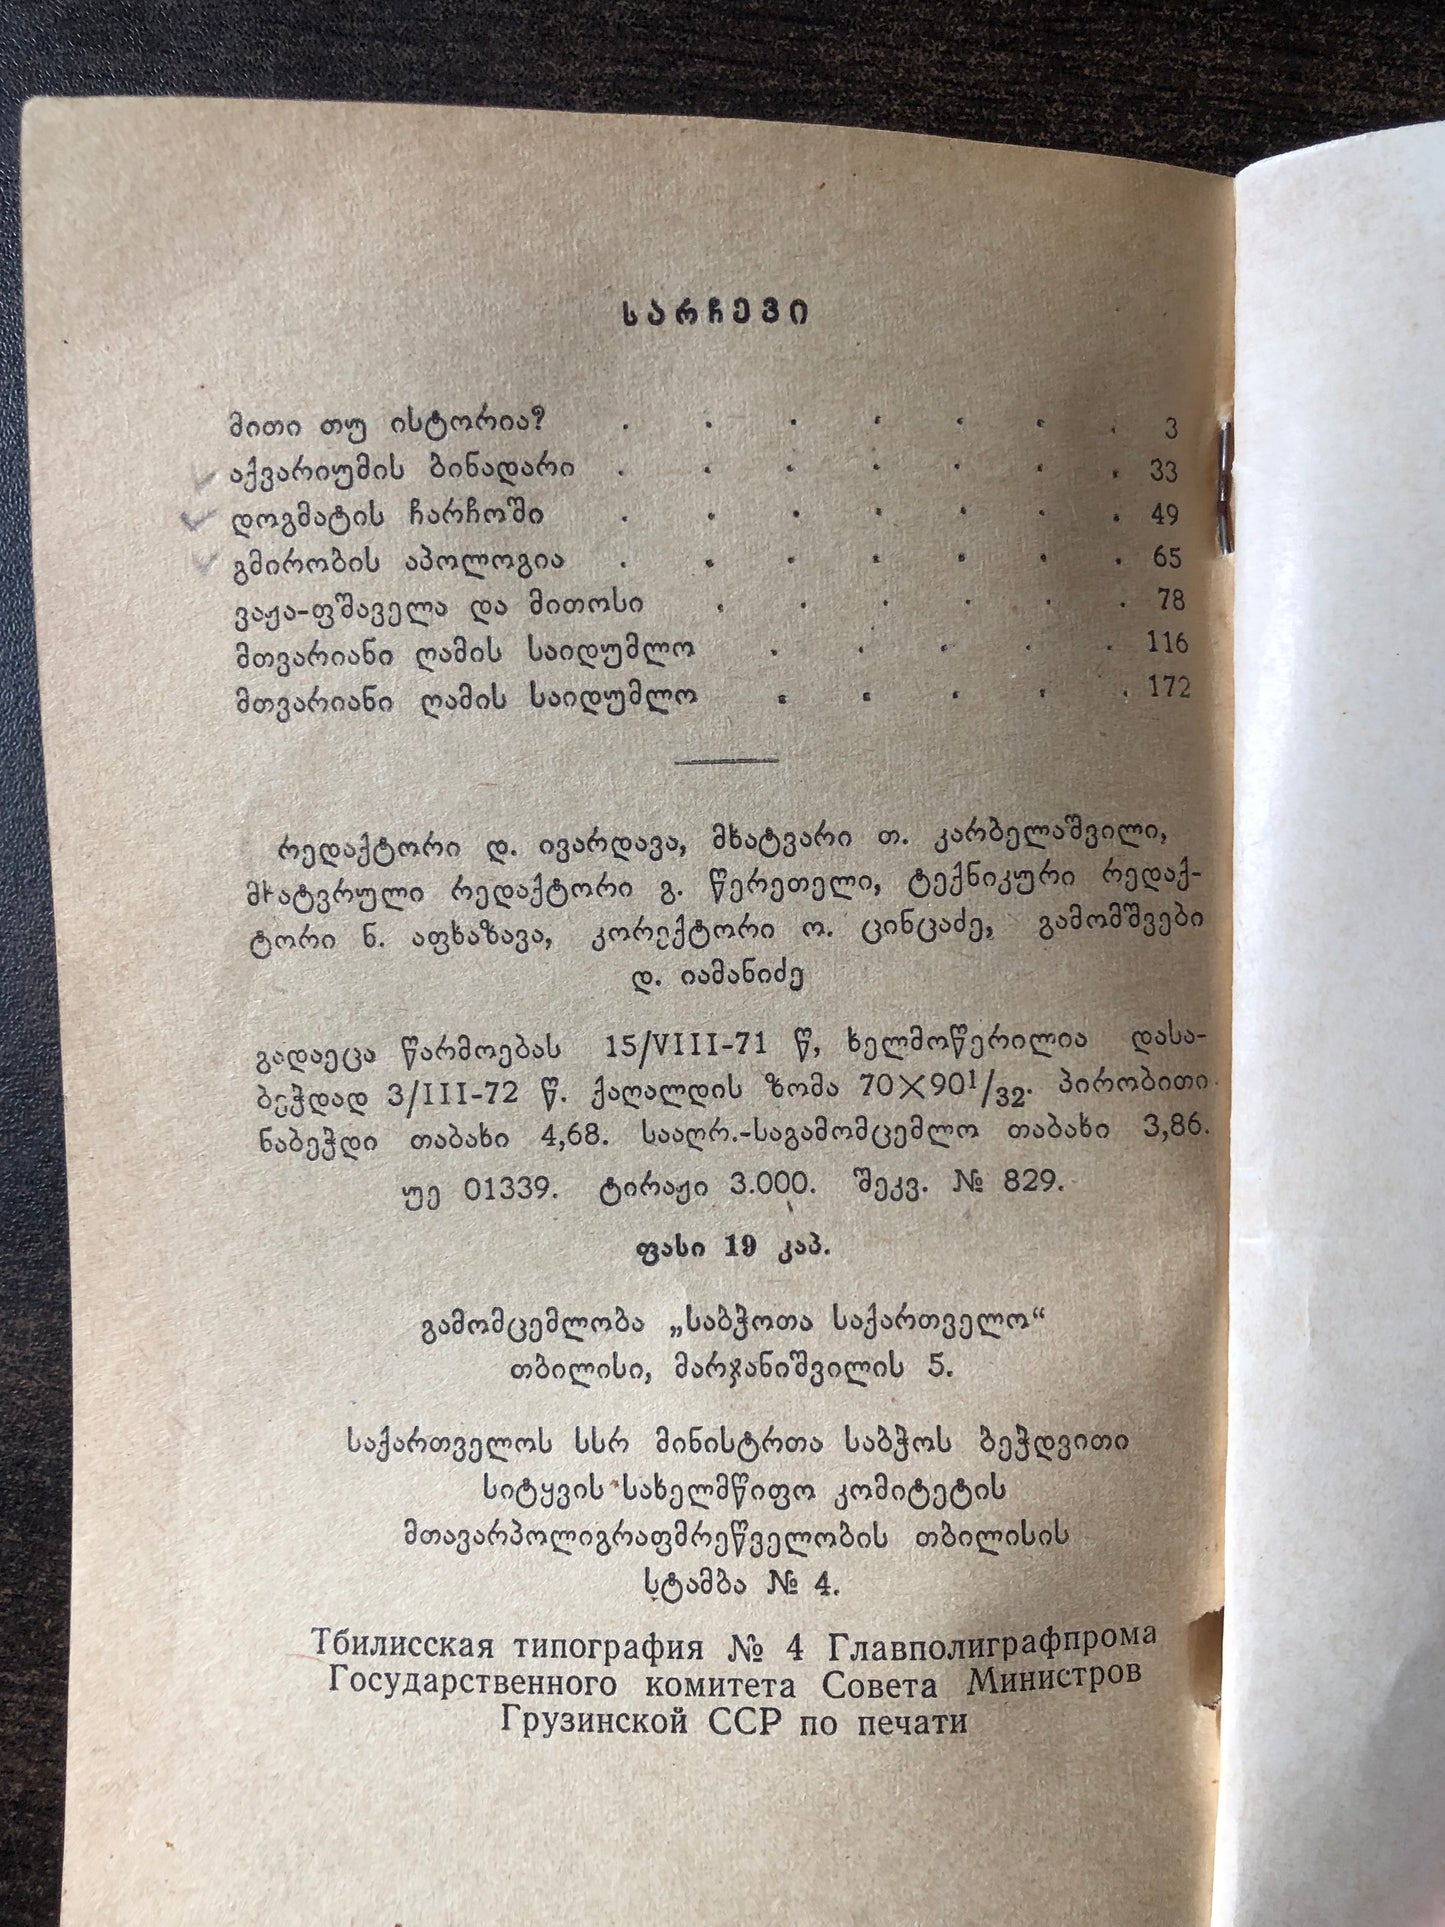 სარჩევი
მითი თუ ისტორია? . . . . . . . 3
აქვარიუმის ბინადარი . . . . . . . 33
დოგმატის ჩარჩოში . . . . . . . 49
გმირობის აპოლოგია . . . . . . . 65
ვაჟა-ფშაველა და მითოსი . . . . . . 78
მთვარიანი ღამის საიდუმლო . . . . . 116
მთვარიანი ღამის საიდუმლო . . . . . 172
რედაქტორი დ. ივარდავა, მხატვარი თ. კარბელაშვილი,
მხატვრული რედაქტორი გ. წერეთელი, ტექნიკური რედაქ-
ტორი ნ. აფხაზავა, კორექტორი ო. ცინცაძე, გამომშვები
დ. იამანიძე
გადაეცა წარმოებას 15/VIII-71 წ, ხელმოწერილია დასა-
ბეჭდად 3/III-72 წ. ქაღალდის ზომა 70×90¹/₃₂. პირობითი
ნაბეჭდი თაბახი 4,68. სააღრ.-საგამომცემლო თაბახი 3,86.
უე 01339. ტირაჟი 3.000. შეკვ. № 829.
ფასი 19 კაპ.
გამომცემლობა „საბჭოთა საქართველო“
თბილისი, მარჯანიშვილის 5.
საქართველოს სსრ მინისტრთა საბჭოს ბეჭდვითი
სიტყვის სახელმწიფო კომიტეტის
მთავარპოლიგრაფმრეწველობის თბილისის
სტამბა № 4.
Тбилисская типография № 4 Главполиграфпрома
Государственного комитета Совета Министров
Грузинской ССР по печати